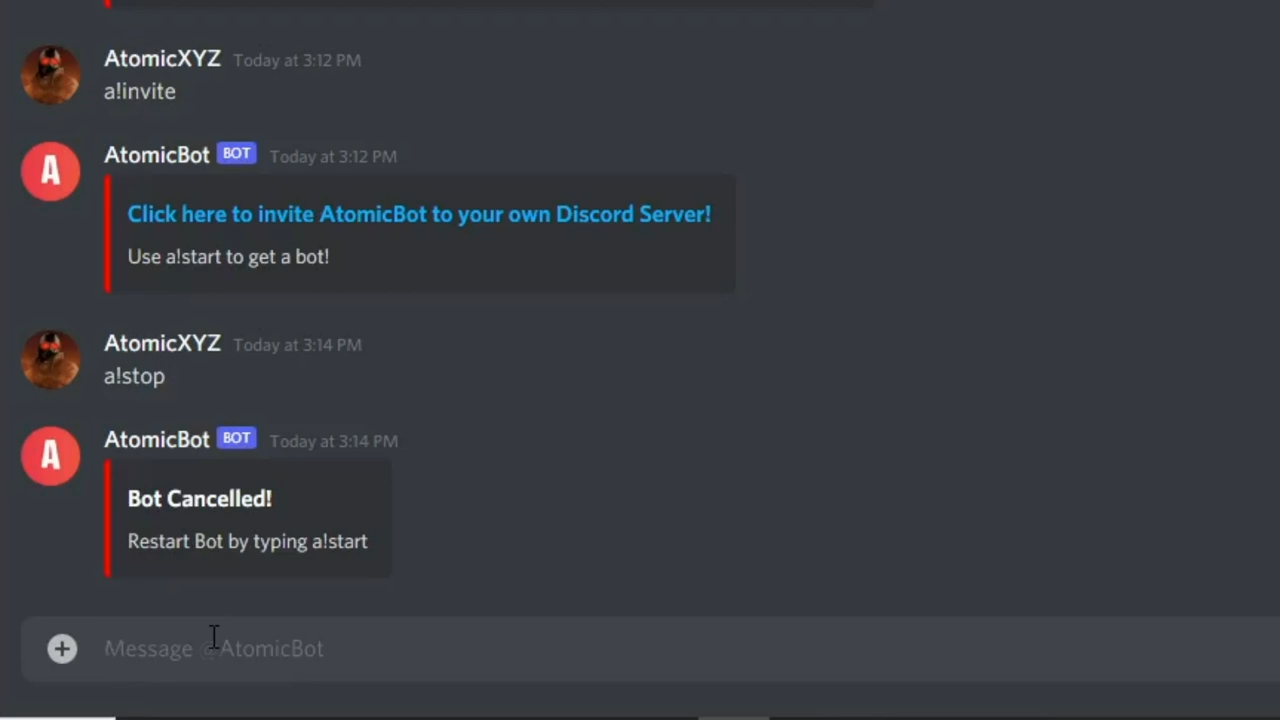 AtomicXYZ Today at 3:12 PM
a!invite
A
AtomicBot BOT Today at 3:12 PM
Click here to invite AtomicBot to your own Discord Server!
Use a!start to get a bot!
AtomicXYZ Today at 3:14 PM
a!stop
A
AtomicBot BOT Today at 3:14 PM
Bot Cancelled!
Restart Bot by typing a!start
Message @AtomicBot